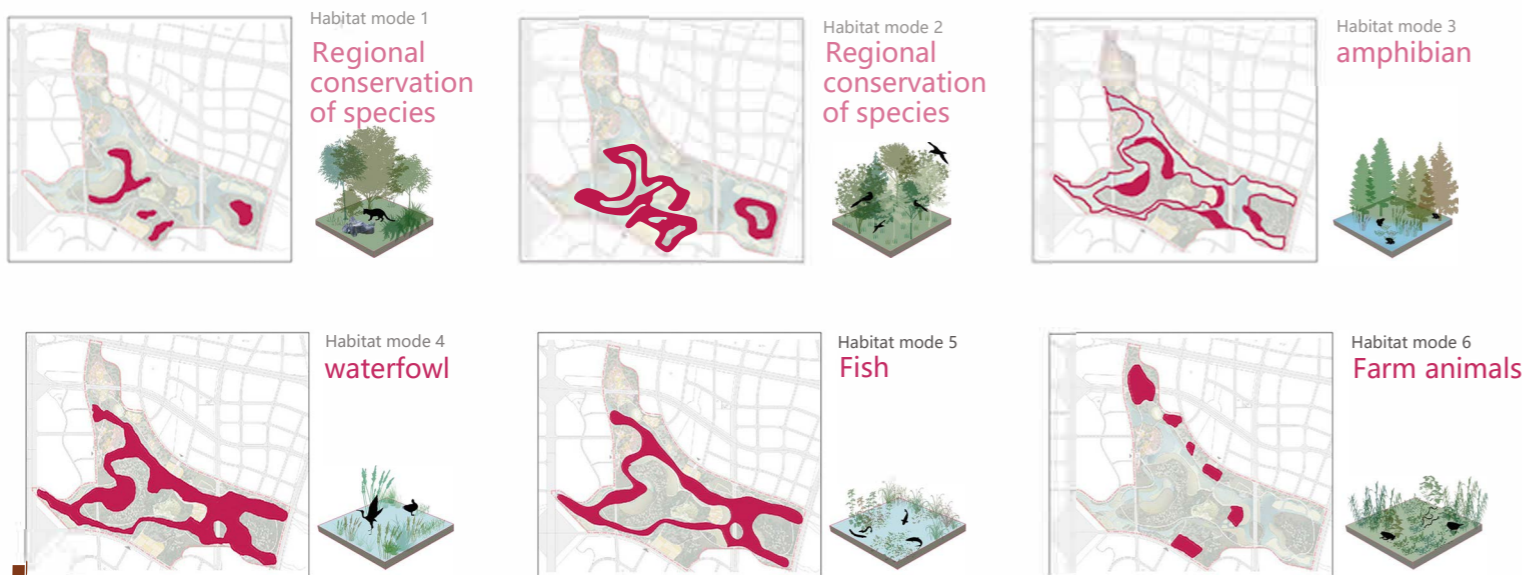 Habitat mode 1
Regional
conservation
of species
Habitat mode 2
Regional
conservation
of species
Habitat mode 3
amphibian
Habitat mode 4
waterfowl
Habitat mode 5
Fish
Habitat mode 6
Farm animals